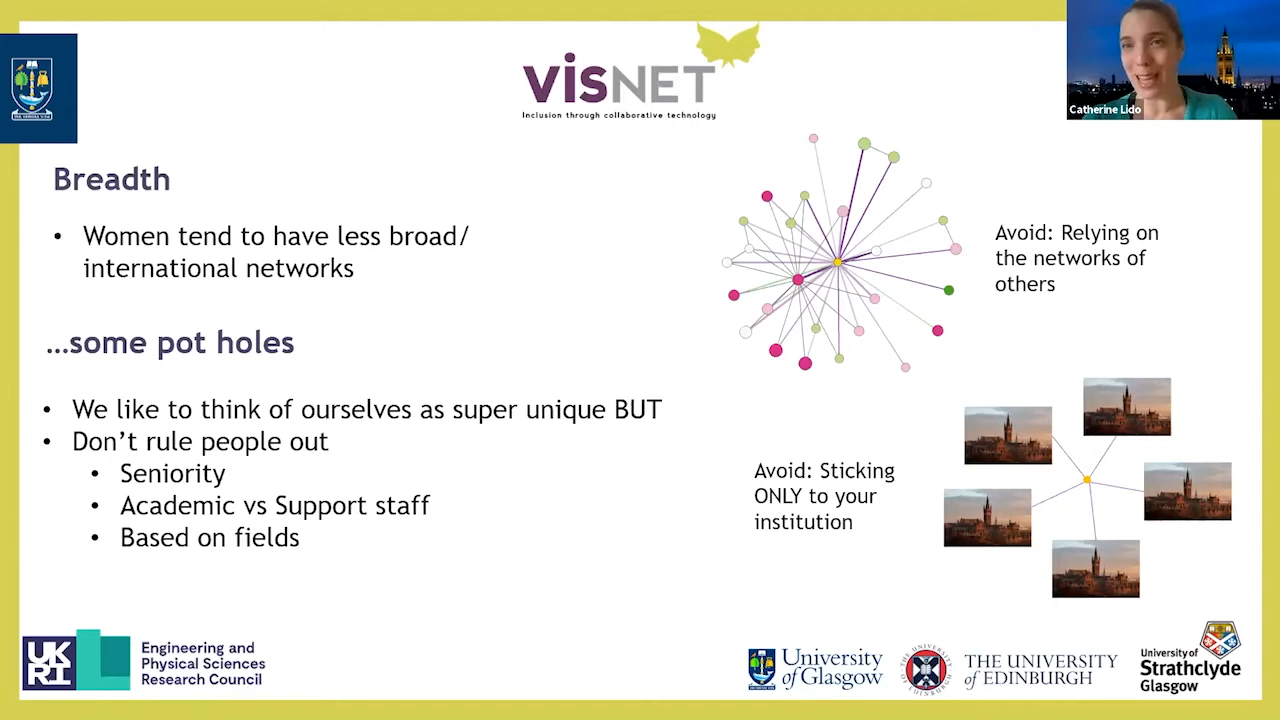 visNET
Inclusion through collaborative technology
Catherine Lido
Breadth
• Women tend to have less broad/
international networks
…some pot holes
• We like to think of ourselves as super unique BUT
• Don’t rule people out
• Seniority
• Academic vs Support staff
• Based on fields
Avoid: Relying on
the networks of
others
Avoid: Sticking
ONLY to your
institution
UK
RI
Engineering and
Physical Sciences
Research Council
University
of Glasgow
THE UNIVERSITY
of EDINBURGH
University of
Strathclyde
Glasgow